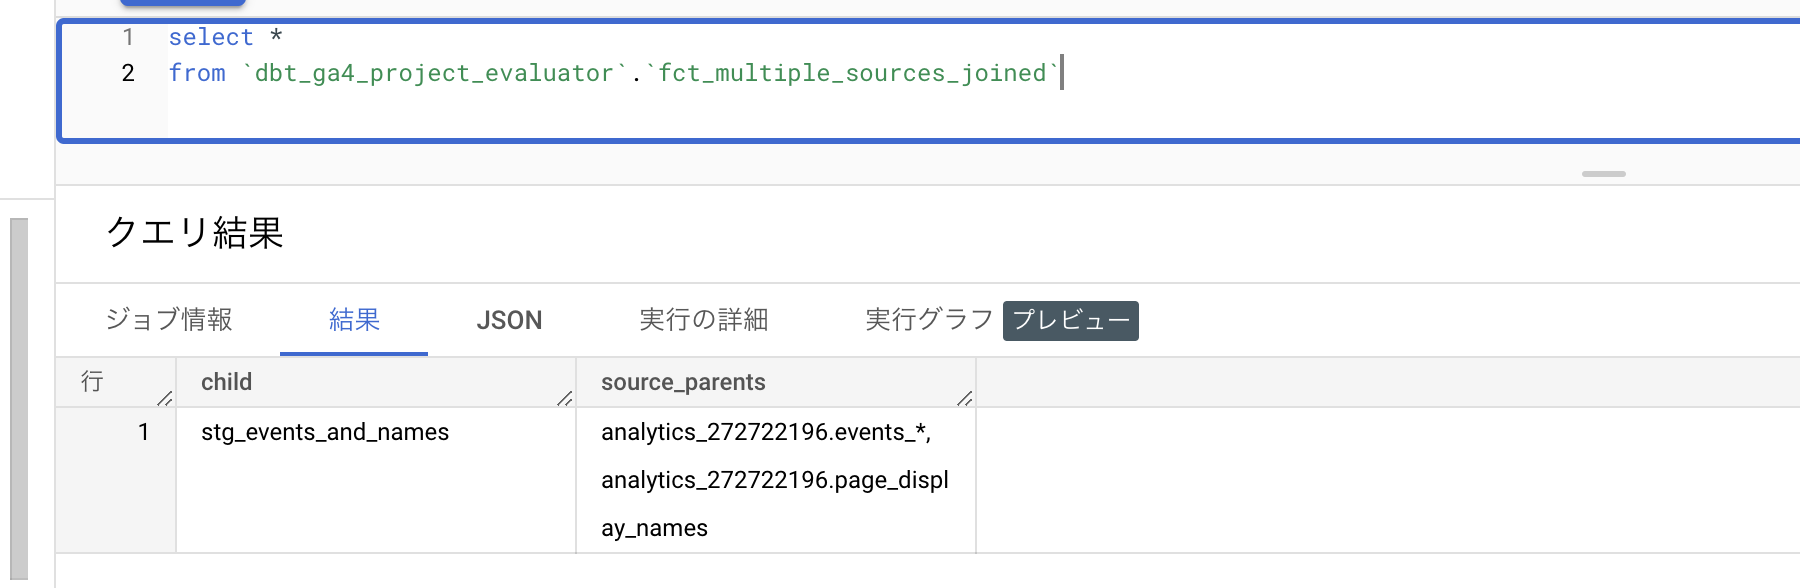 1 select *
2 from `dbt_ga4_project_evaluator`.`fct_multiple_sources_joined`
クエリ結果
ジョブ情報 結果 JSON 実行の詳細 実行グラフ プレビュー
行 child source_parents
1 stg_events_and_names analytics_272722196.events_*,
analytics_272722196.page_displ
ay_names